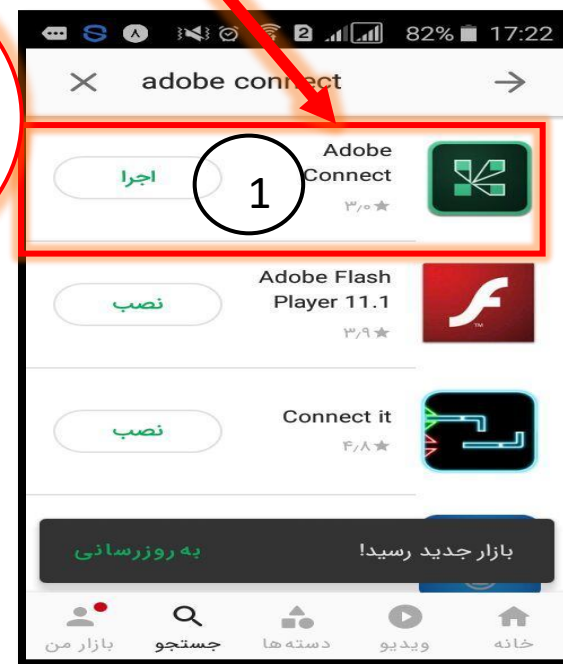 2 82% 17:22
adobe connect
Adobe
Connect
1
اجرا
۳٫۰★
Adobe Flash
Player 11.1
نصب
۳٫۹★
Connect it
نصب
۴٫۸★
بازار جدید رسید!
به‌روزرسانی
خانه
ویدیو
دسته‌ها
جستجو
بازار من